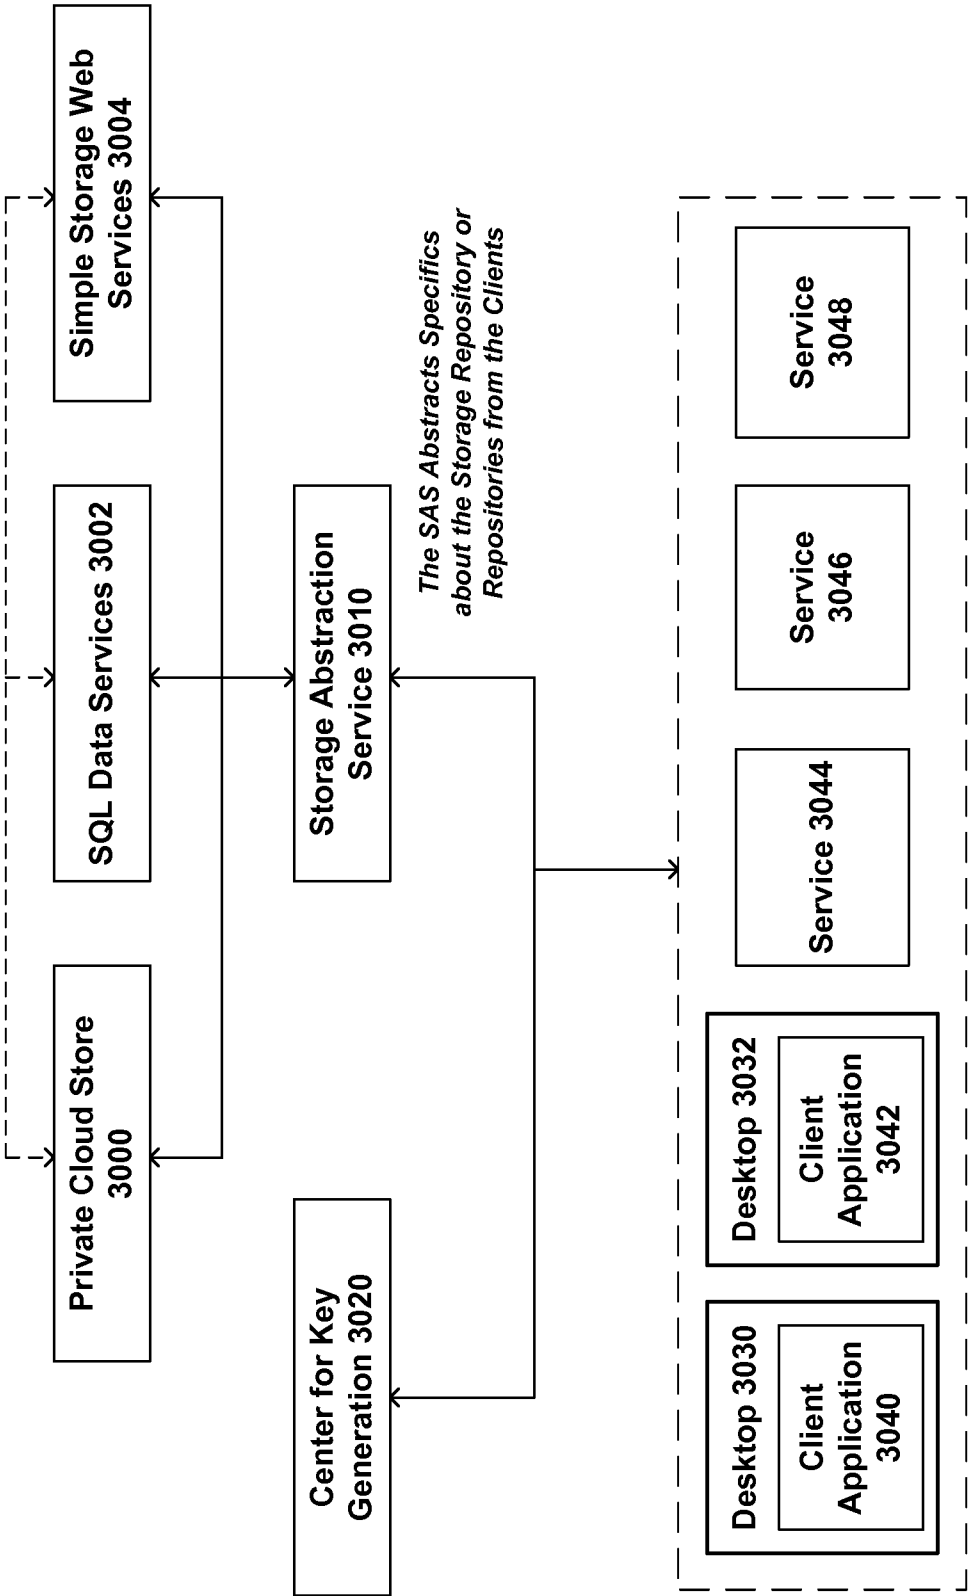 Private Cloud Store
3000
SQL Data Services 3002
Simple Storage Web
Services 3004
Center for Key
Generation 3020
Storage Abstraction
Service 3010
The SAS Abstracts Specifics
about the Storage Repository or
Repositories from the Clients
Desktop 3030
Client
Application
3040
Desktop 3032
Client
Application
3042
Service 3044
Service
3046
Service
3048